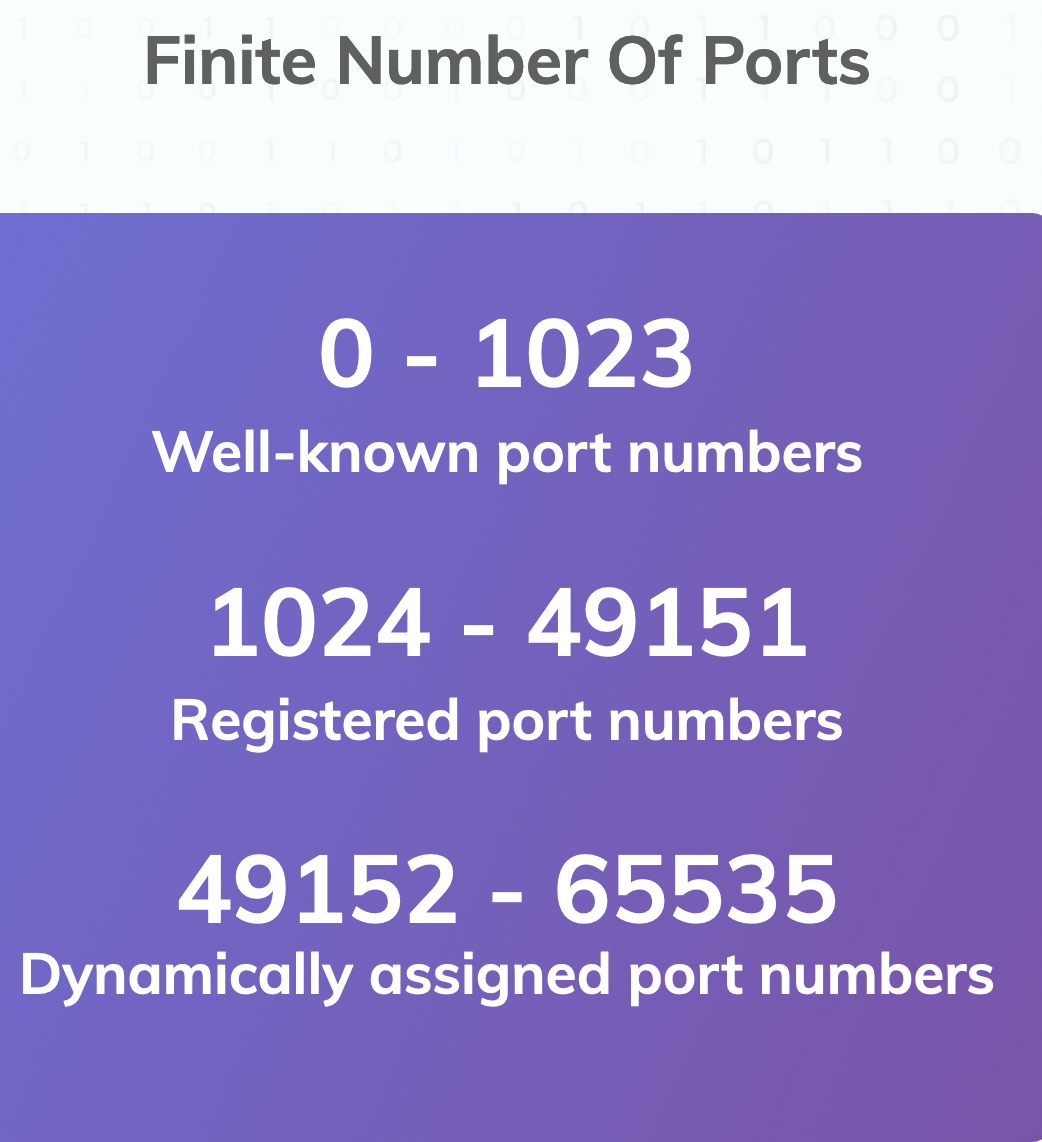 Finite Number Of Ports
0 - 1023
Well-known port numbers
1024 - 49151
Registered port numbers
49152 - 65535
Dynamically assigned port numbers